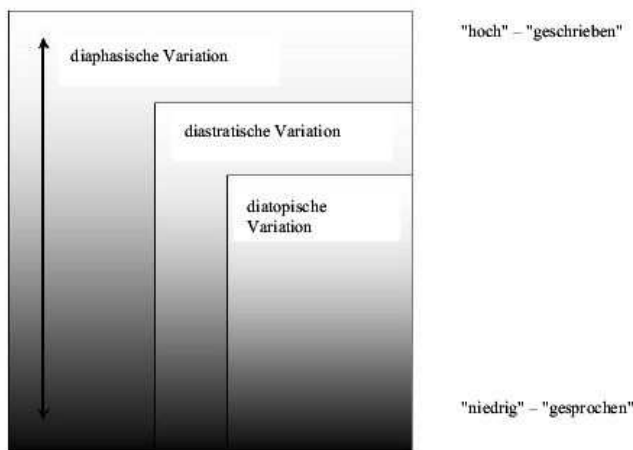 diaphasische Variation
"hoch" – "geschrieben"
diastratische Variation
diatopische
Variation
"niedrig" – "gesprochen"